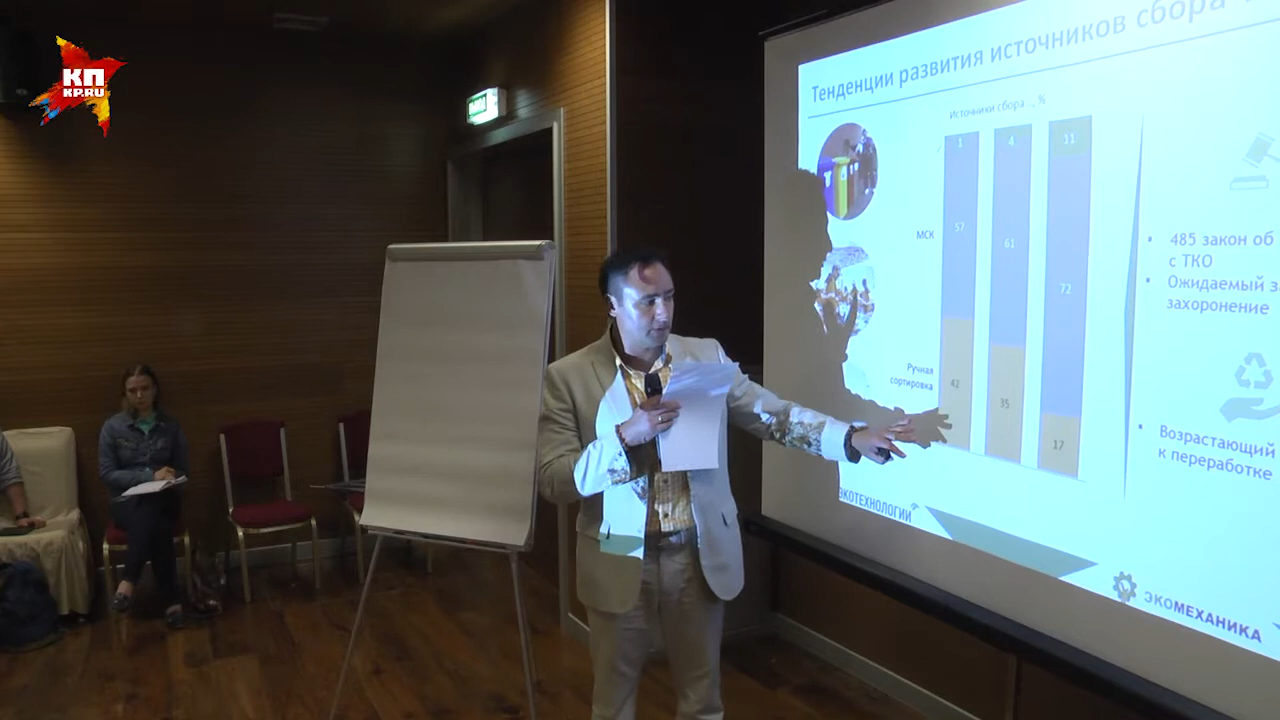 КП
KP.RU
Тенденции развития источников сбора
Источники сбора , %
1
4
11
МСК
57
61
72
Ручная
сортировка
42
35
17
485 закон об
с ТКО
Ожидаемый
захоронение
Возрастающий
к переработке
ЭКОТЕХНОЛОГИИ
ЭКОМЕХАНИКА